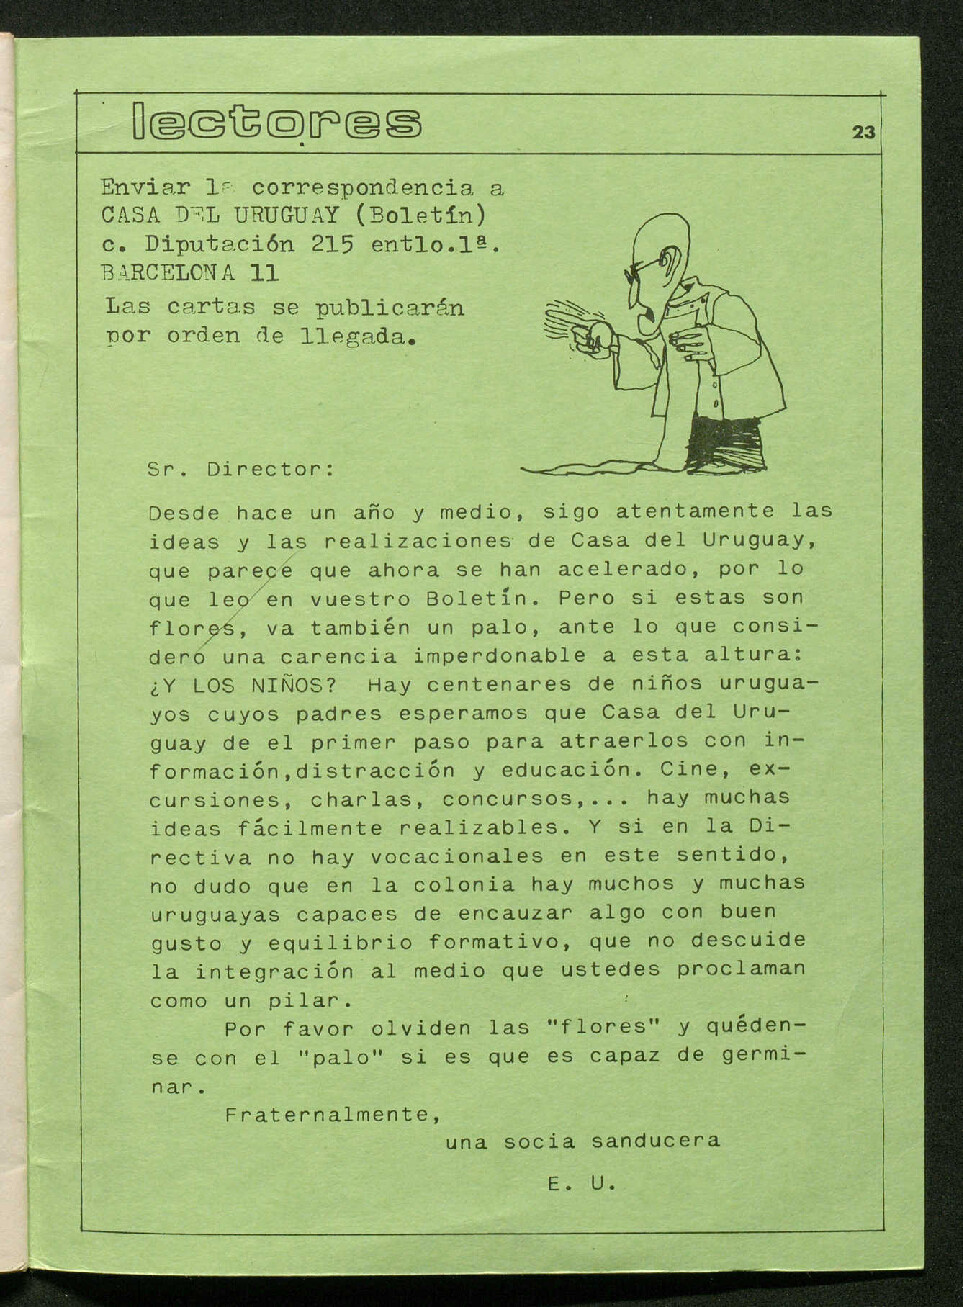 lectores
23
Enviar la correspondencia a
CASA DEL URUGUAY (Boletín)
c. Diputación 215 entlo.1ª.
BARCELONA 11
Las cartas se publicarán
por orden de llegada.
Sr. Director:
Desde hace un año y medio, sigo atentamente las
ideas y las realizaciones de Casa del Uruguay,
que parece que ahora se han acelerado, por lo
que leo en vuestro Boletín. Pero si estas son
flores, va también un palo, ante lo que consi-
dero una carencia imperdonable a esta altura:
¿Y LOS NIÑOS? Hay centenares de niños urugua-
yos cuyos padres esperamos que Casa del Uru-
guay de el primer paso para atraerlos con in-
formación,distracción y educación. Cine, ex-
cursiones, charlas, concursos,... hay muchas
ideas fácilmente realizables. Y si en la Di-
rectiva no hay vocacionales en este sentido,
no dudo que en la colonia hay muchos y muchas
uruguayas capaces de encauzar algo con buen
gusto y equilibrio formativo, que no descuide
la integración al medio que ustedes proclaman
como un pilar.
Por favor olviden las "flores" y quéden-
se con el "palo" si es que es capaz de germi-
nar.
Fraternalmente,
una socia sanducera
E. U.